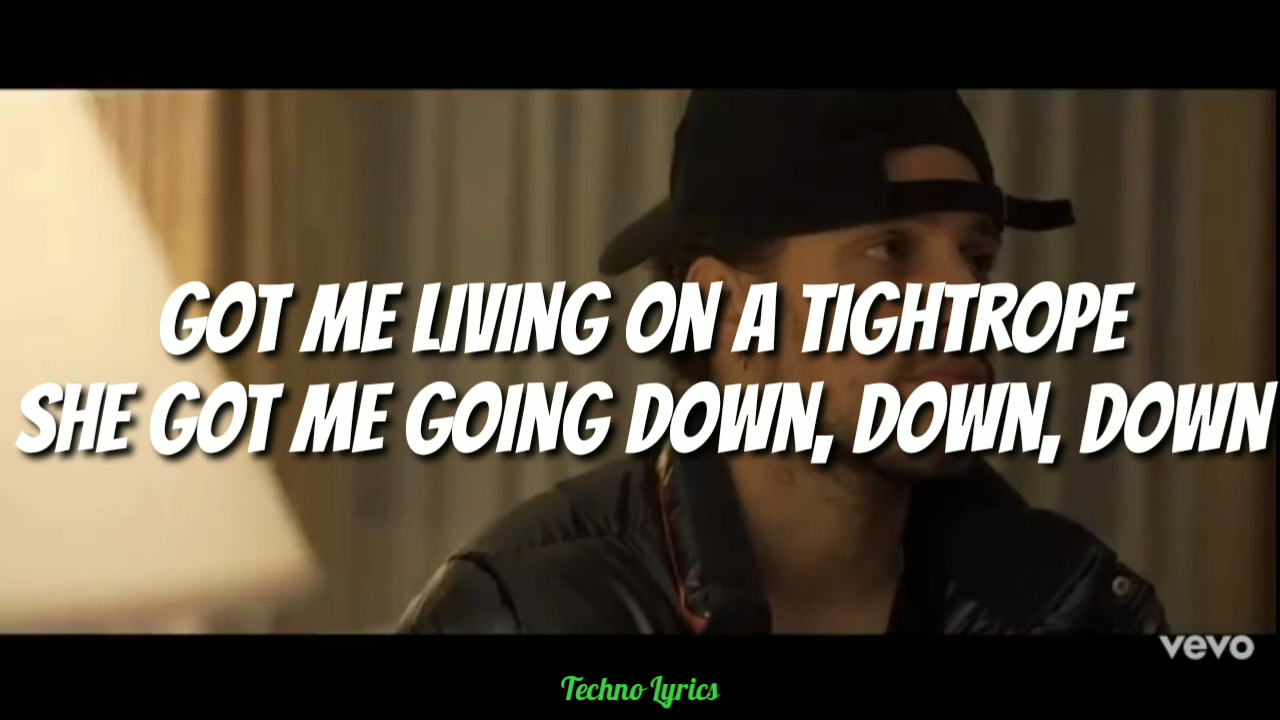 GOT ME LIVING ON A TIGHTROPE
SHE GOT ME GOING DOWN, DOWN, DOWN
vevo
Techno Lyrics